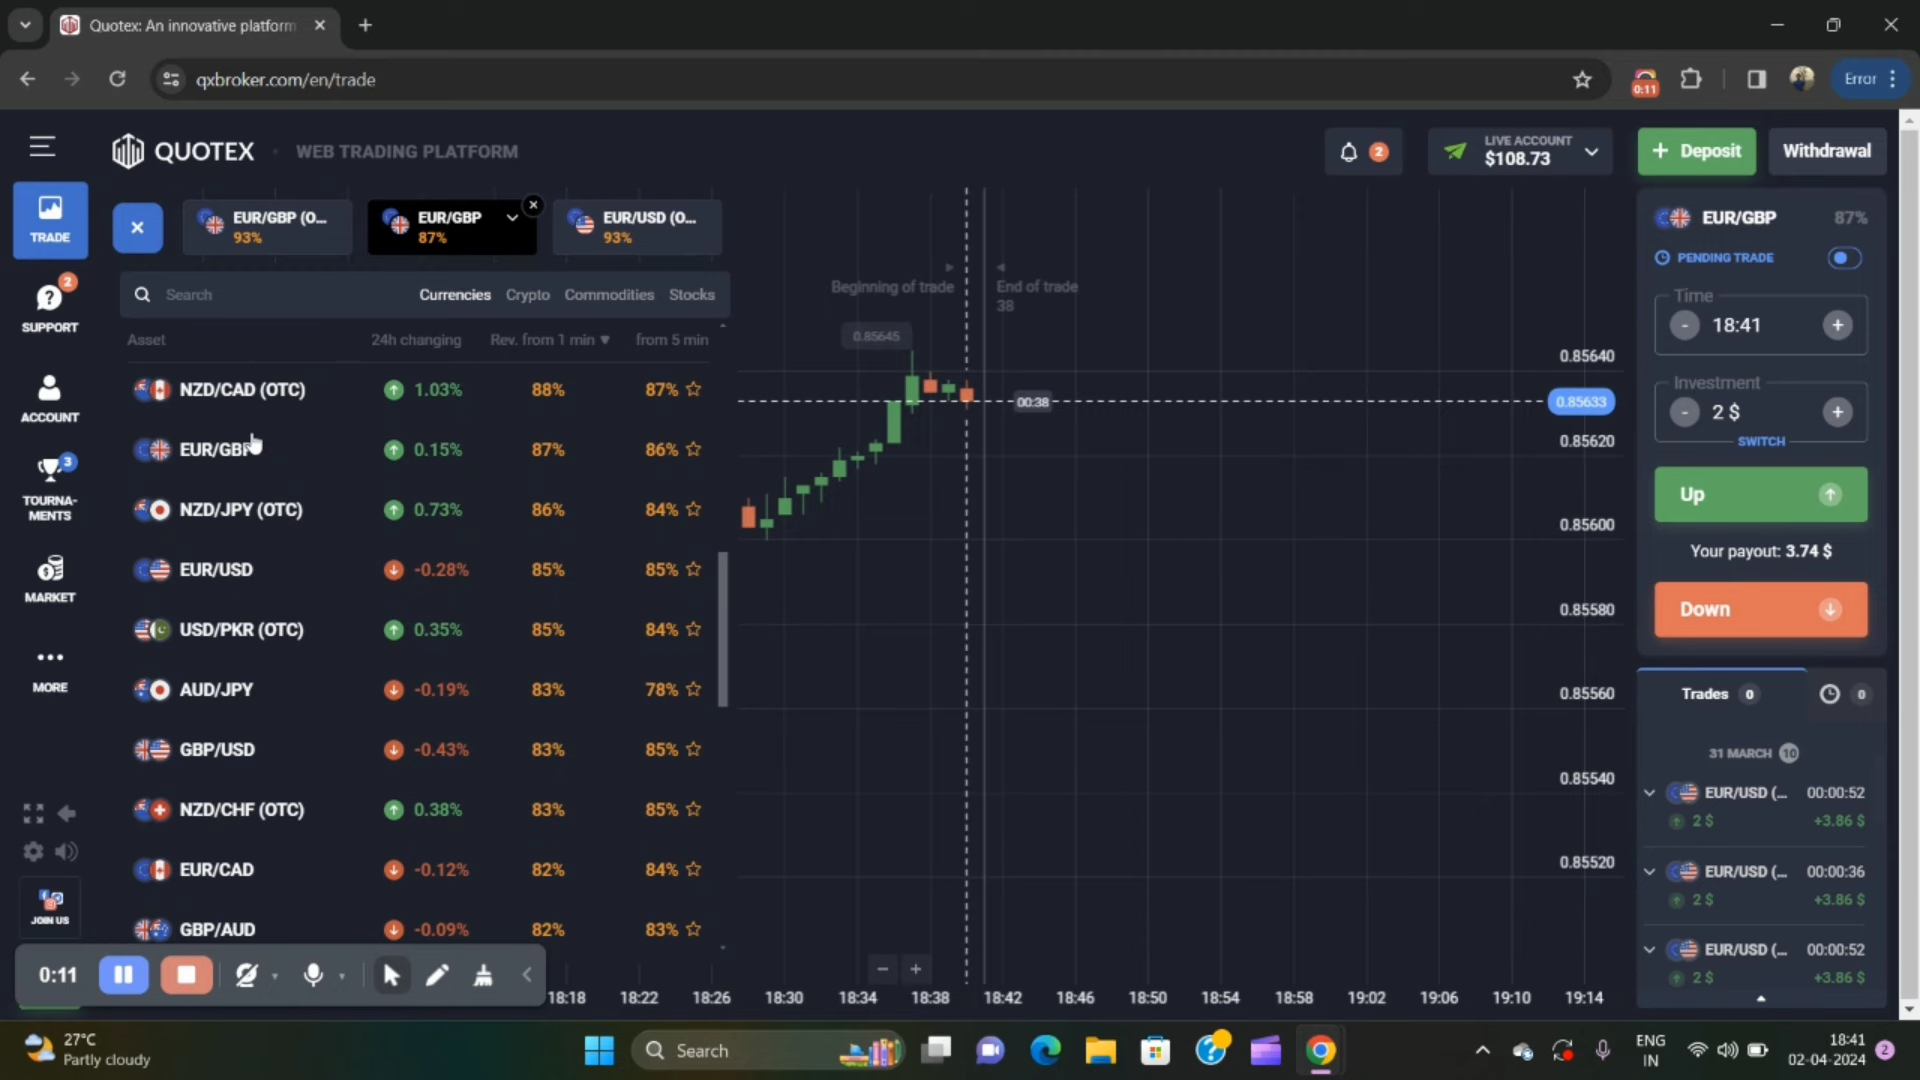 Quotex: An innovative platform
qxbroker.com/en/trade
0:11
Error
QUOTEX
WEB TRADING PLATFORM
2
LIVE ACCOUNT
$108.73
+ Deposit
Withdrawal
TRADE
2
SUPPORT
ACCOUNT
3
TOURNA-
MENTS
MARKET
MORE
JOIN US
EUR/GBP (O...
93%
EUR/GBP
87%
EUR/USD (O...
93%
Search
Currencies Crypto Commodities Stocks
Asset 24h changing Rev. from 1 min from 5 min
NZD/CAD (OTC) 1.03% 88% 87%
EUR/GBP 0.15% 87% 86%
NZD/JPY (OTC) 0.73% 86% 84%
EUR/USD -0.28% 85% 85%
USD/PKR (OTC) 0.35% 85% 84%
AUD/JPY -0.19% 83% 78%
GBP/USD -0.43% 83% 85%
NZD/CHF (OTC) 0.38% 83% 85%
EUR/CAD -0.12% 82% 84%
GBP/AUD -0.09% 82% 83%
Beginning of trade
End of trade
38
0.85645
00:38
0.85640
0.85633
0.85620
0.85600
0.85580
0.85560
0.85540
0.85520
18:18 18:22 18:26 18:30 18:34 18:38 18:42 18:46 18:50 18:54 18:58 19:02 19:06 19:10 19:14
EUR/GBP 87%
PENDING TRADE
Time
- 18:41 +
Investment
- 2 $ +
SWITCH
Up
Your payout: 3.74 $
Down
Trades 0
0
31 MARCH 10
EUR/USD (... 00:00:52
2 $ +3.86 $
EUR/USD (... 00:00:36
2 $ +3.86 $
EUR/USD (... 00:00:52
2 $ +3.86 $
0:11
27°C
Partly cloudy
Search
ENG
IN
18:41
02-04-2024
2